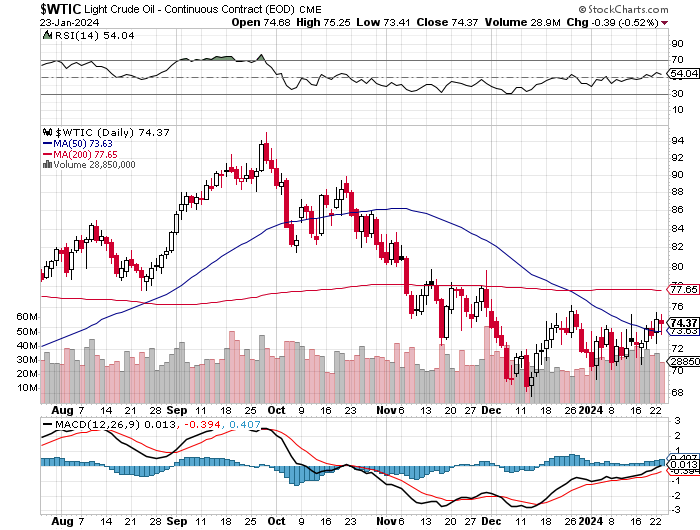 $WTIC Light Crude Oil - Continuous Contract (EOD) CME © StockCharts.com
23-Jan-2024 Open 74.68 High 75.25 Low 73.41 Close 74.37 Volume 28.9M Chg -0.39 (-0.52%)
RSI(14) 54.04
90
70
54.04
50
30
10
$WTIC (Daily) 74.37
MA(50) 73.63
MA(200) 77.65
Volume 28,850,000
94
92
90
88
86
84
82
80
78
77.65
76
74.37
73.63
72
28850
70
68
60M
50M
40M
30M
20M
10M
Aug 7 14 21 28 Sep 11 18 25 Oct 9 16 23 Nov 6 13 20 27 Dec 11 18 26 2024 8 16 22
MACD(12,26,9) 0.013, -0.394, 0.407
3
2
1
0.407
0.013
-0.394
-1
-2
-3
Aug 7 14 21 28 Sep 11 18 25 Oct 9 16 23 Nov 6 13 20 27 Dec 11 18 26 2024 8 16 22